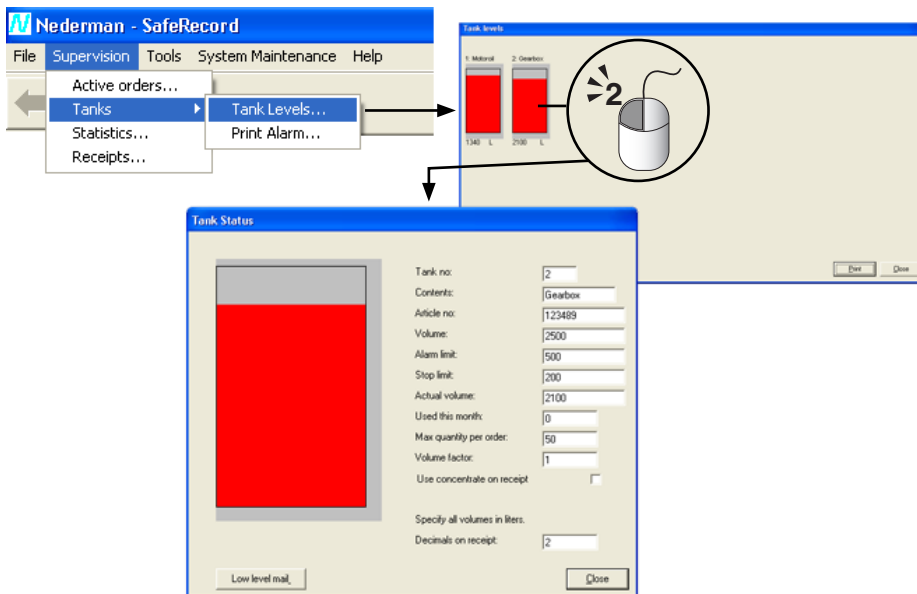 Nederman - SafeRecord
File Supervision Tools System Maintenance Help
Active orders...
Tanks
Statistics...
Receipts...
Tank Levels...
Print Alarm...
Tank levels
1: Motoroil 2: Gearbox
2
1340 L 2100 L
Print Close
Tank Status
Tank no: 2
Contents: Gearbox
Article no: 123489
Volume: 2500
Alarm limit: 500
Stop limit: 200
Actual volume: 2100
Used this month: 0
Max quantity per order: 50
Volume factor: 1
Use concentrate on receipt
Specify all volumes in liters.
Decimals on receipt: 2
Low level mail
Close